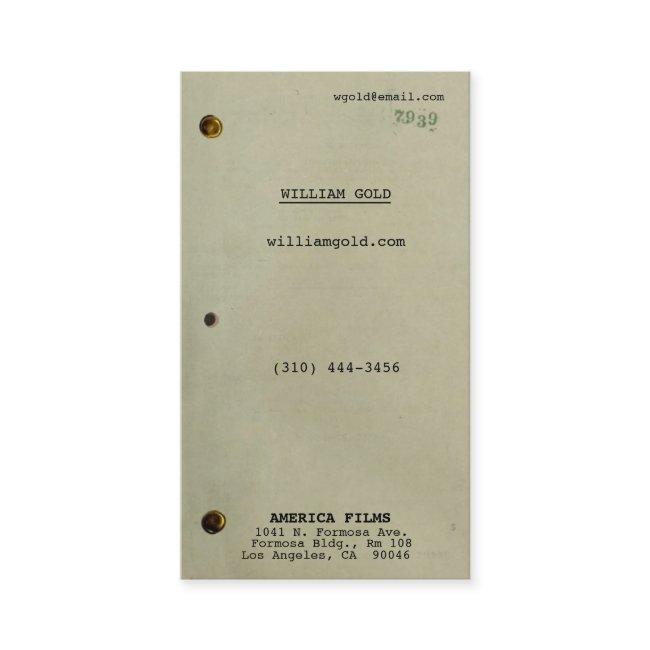 wgold@email.com
7939
WILLIAM GOLD
williamgold.com
(310) 444-3456
AMERICA FILMS
1041 N. Formosa Ave.
Formosa Bldg., Rm 108
Los Angeles, CA 90046